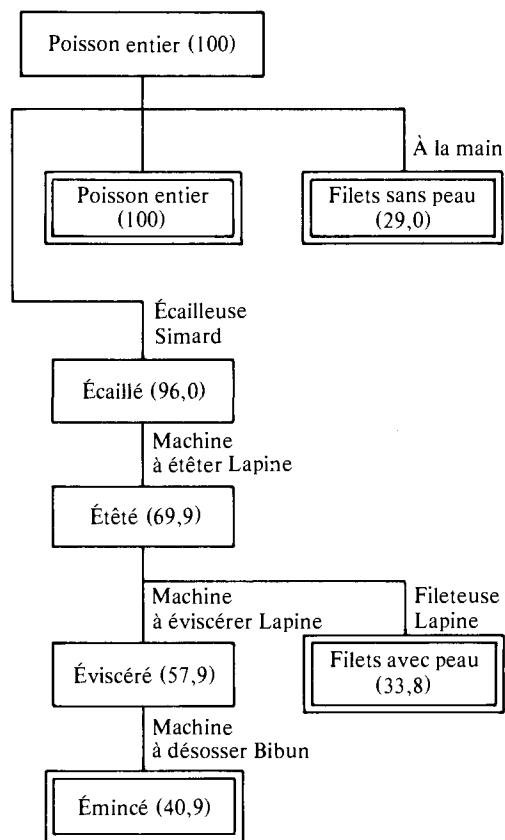 Poisson entier (100)
À la main
Poisson entier
(100)
Filets sans peau
(29,0)
Écailleuse
Simard
Écaillé (96,0)
Machine
à étêter Lapine
Étêté (69,9)
Machine
à éviscérer Lapine
Fileteuse
Lapine
Éviscéré (57,9)
Filets avec peau
(33,8)
Machine
à désosser Bibun
Émincé (40,9)